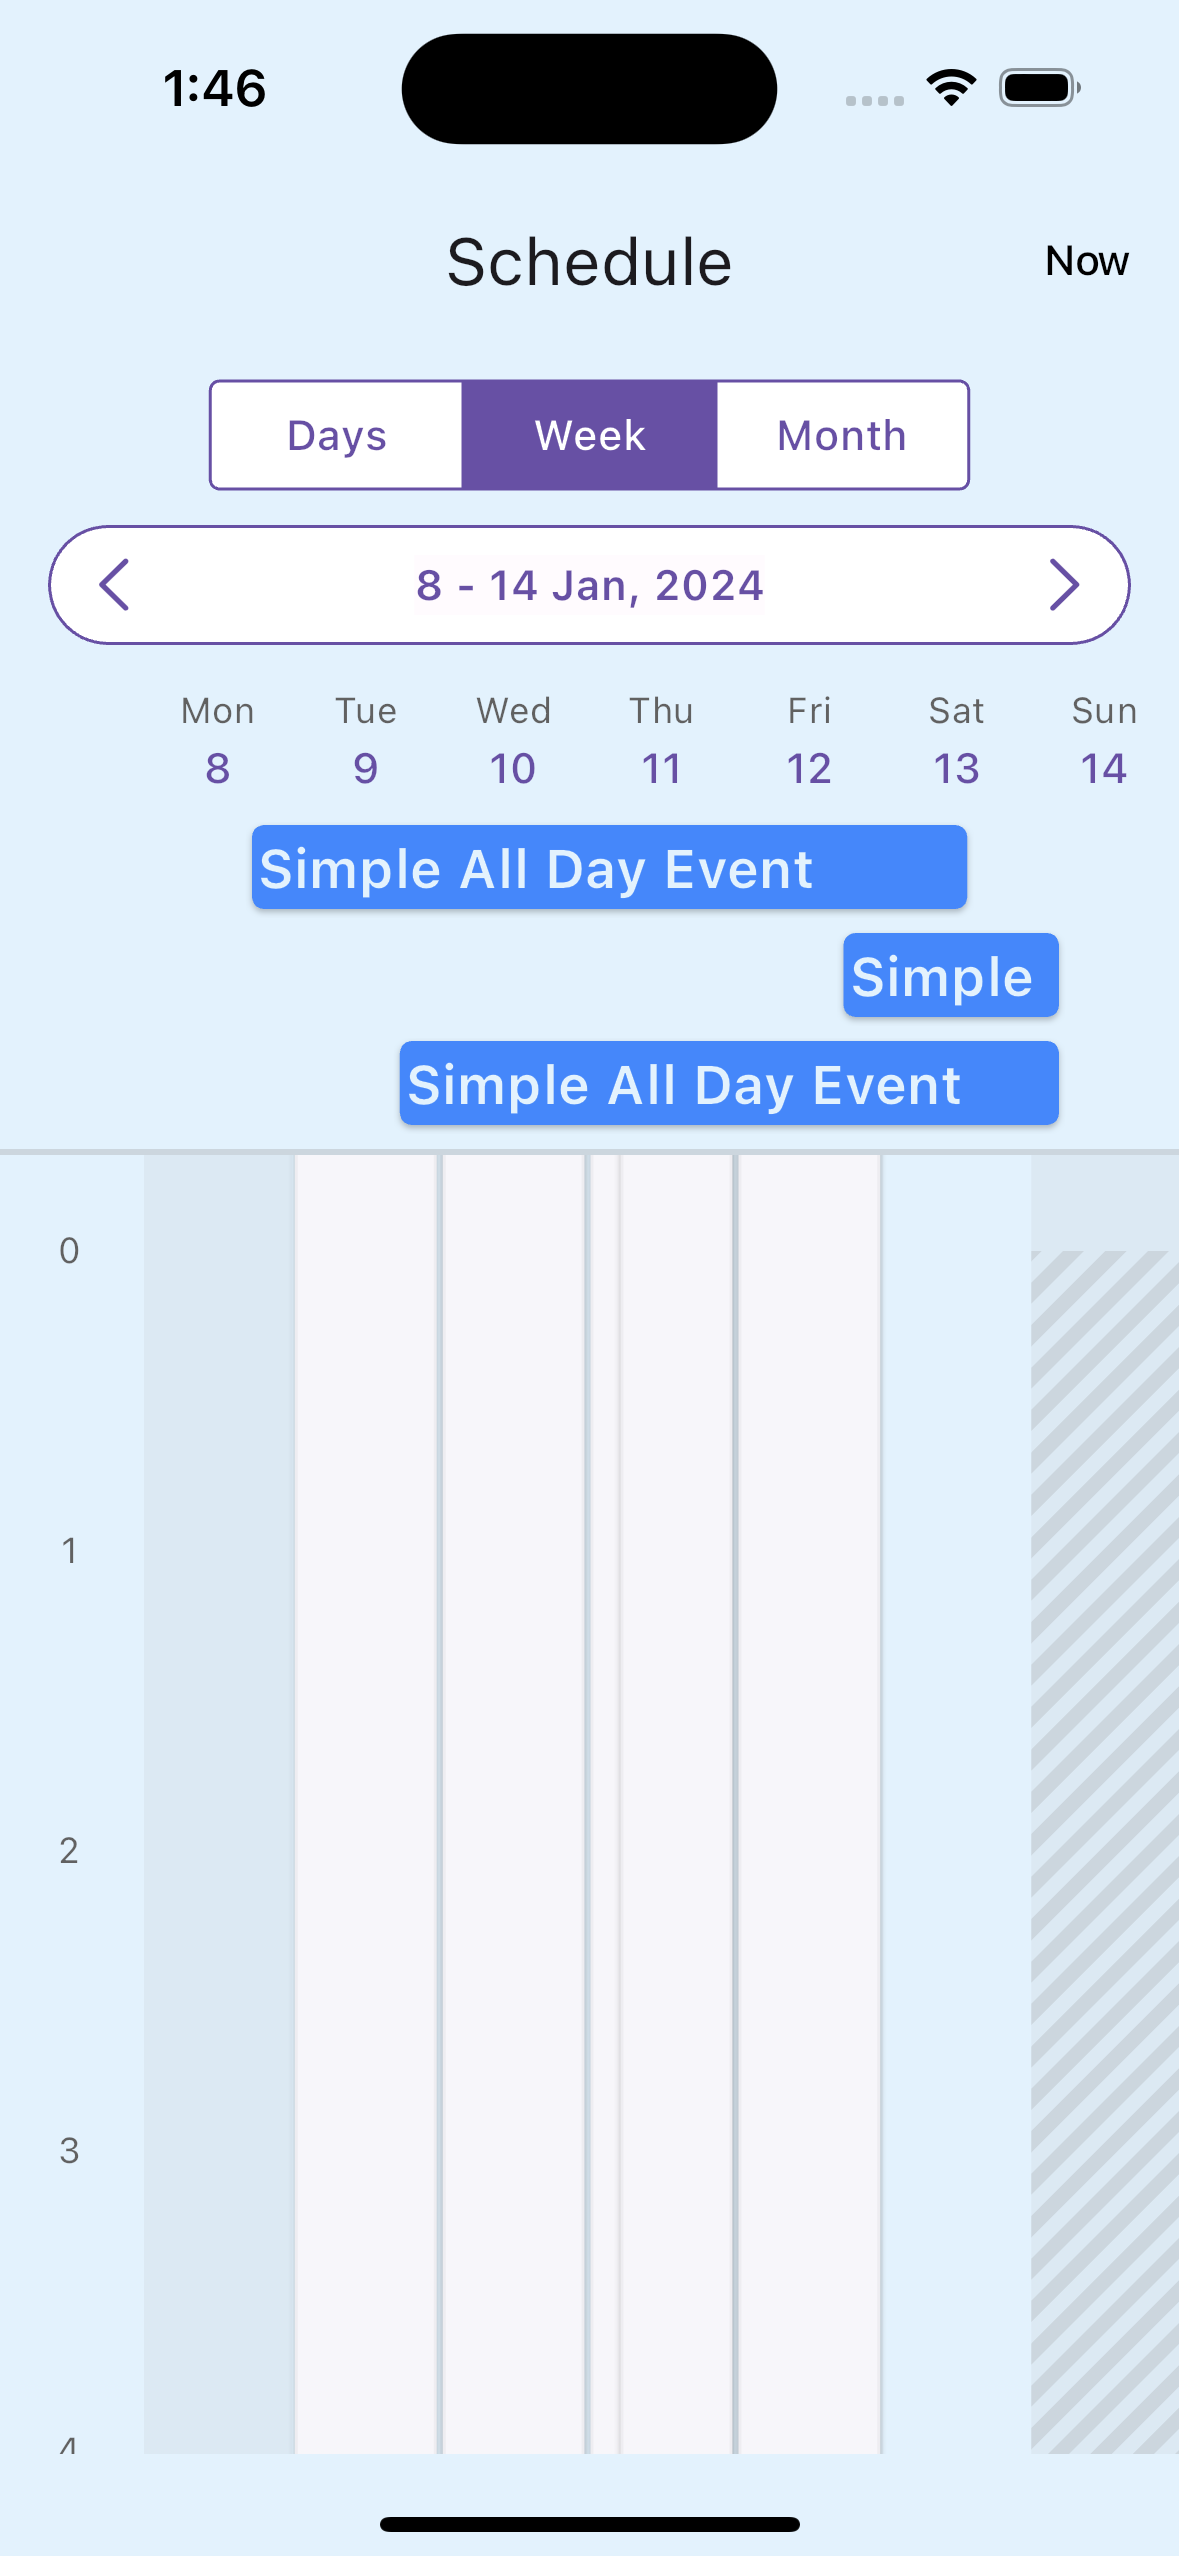 1:46
Schedule Now
Days Week Month
8 - 14 Jan, 2024
Mon Tue Wed Thu Fri Sat Sun
8 9 10 11 12 13 14
Simple All Day Event
Simple
Simple All Day Event
0
1
2
3
4